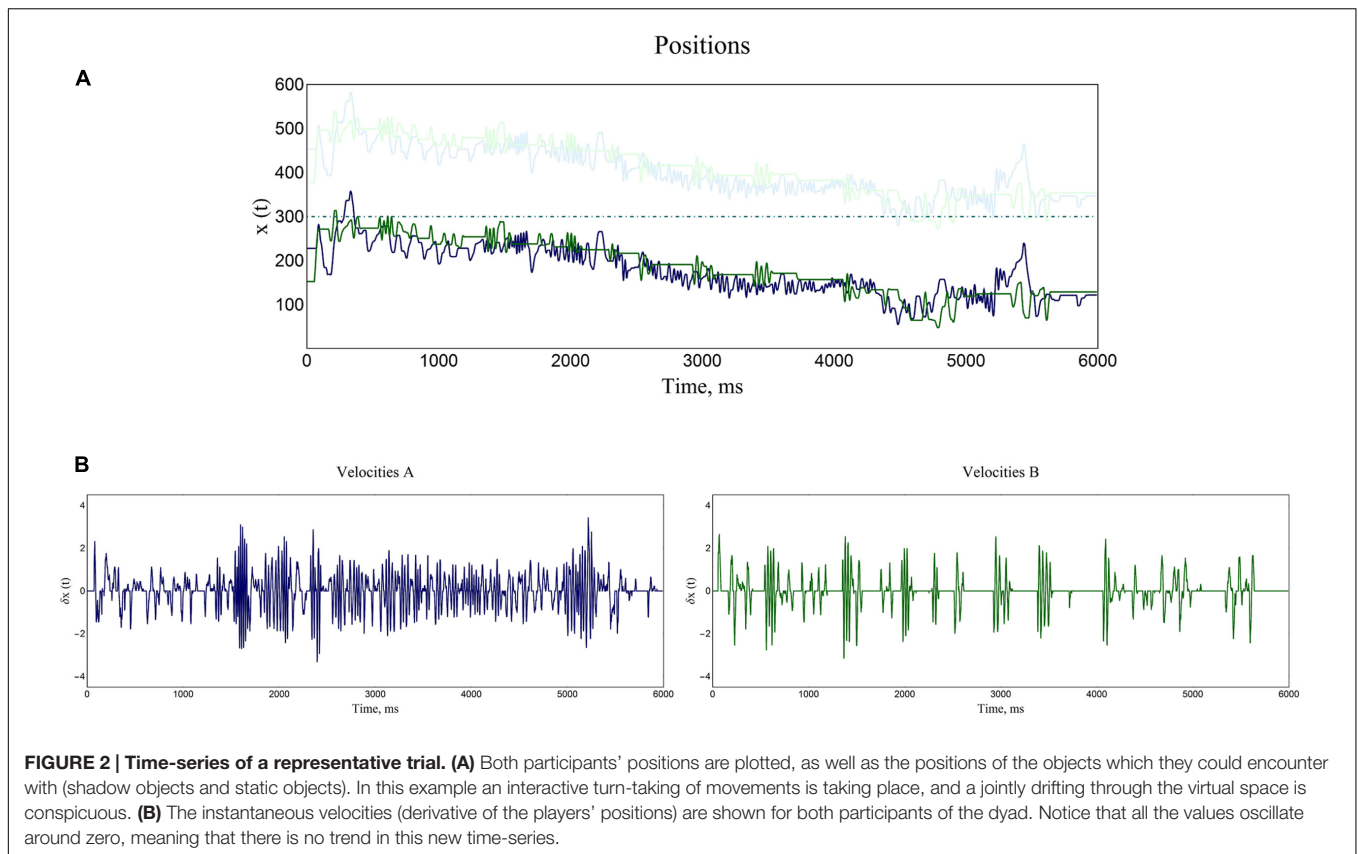 Positions
A
600
500
400
300
200
100
x (t)
0 1000 2000 3000 4000 5000 6000
Time, ms
B
Velocities A
4
2
0
−2
−4
δx (t)
0 1000 2000 3000 4000 5000 6000
Time, ms
Velocities B
4
2
0
−2
−4
δx (t)
0 1000 2000 3000 4000 5000 6000
Time, ms
FIGURE 2 | Time-series of a representative trial. (A) Both participants’ positions are plotted, as well as the positions of the objects which they could encounter
with (shadow objects and static objects). In this example an interactive turn-taking of movements is taking place, and a jointly drifting through the virtual space is
conspicuous. (B) The instantaneous velocities (derivative of the players’ positions) are shown for both participants of the dyad. Notice that all the values oscillate
around zero, meaning that there is no trend in this new time-series.